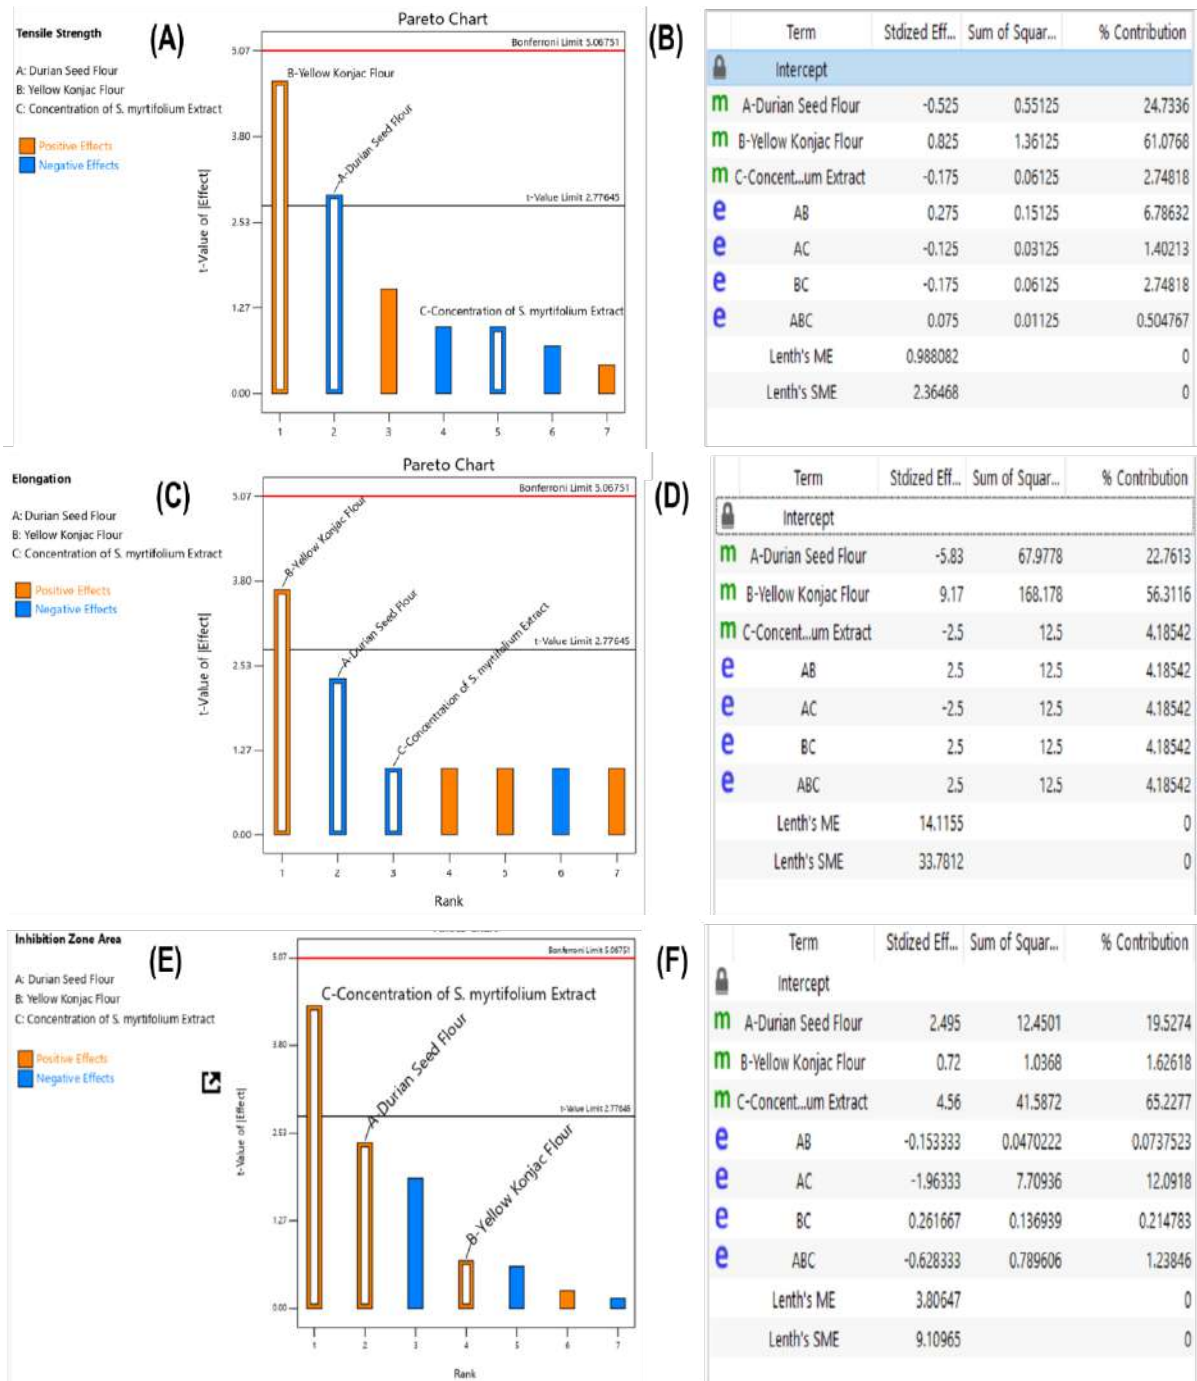 Tensile Strength
(A)
A: Durian Seed Flour
B: Yellow Konjac Flour
C: Concentration of S. myrtifolium Extract
Positive Effects
Negative Effects
Pareto Chart
Bonferroni Limit 5.06751
5.07
B-Yellow Konjac Flour
3.80
A-Durian Seed Flour
t-Value Limit 2.77645
2.53
t-Value of |Effect|
1.27
C-Concentration of S. myrtifolium Extract
0.00
1 2 3 4 5 6 7
(B)
Term Stdized Eff... Sum of Squar... % Contribution
Intercept
m A-Durian Seed Flour -0.525 0.55125 24.7336
m B-Yellow Konjac Flour 0.825 1.36125 61.0768
m C-Concent...um Extract -0.175 0.06125 2.74818
e AB 0.275 0.15125 6.78632
e AC -0.125 0.03125 1.40213
e BC -0.175 0.06125 2.74818
e ABC 0.075 0.01125 0.504767
Lenth's ME 0.988082 0
Lenth's SME 2.36468 0
Elongation
(C)
A: Durian Seed Flour
B: Yellow Konjac Flour
C: Concentration of S. myrtifolium Extract
Positive Effects
Negative Effects
Pareto Chart
Bonferroni Limit 5.06751
5.07
B-Yellow Konjac Flour
3.80
A-Durian Seed Flour
t-Value Limit 2.77645
2.53
t-Value of |Effect|
C-Concentration of S. myrtifolium Extract
1.27
0.00
1 2 3 4 5 6 7
Rank
(D)
Term Stdized Eff... Sum of Squar... % Contribution
Intercept
m A-Durian Seed Flour -5.83 67.9778 22.7613
m B-Yellow Konjac Flour 9.17 168.178 56.3116
m C-Concent...um Extract -2.5 12.5 4.18542
e AB 2.5 12.5 4.18542
e AC -2.5 12.5 4.18542
e BC 2.5 12.5 4.18542
e ABC 2.5 12.5 4.18542
Lenth's ME 14.1155 0
Lenth's SME 33.7812 0
Inhibition Zone Area
(E)
A: Durian Seed Flour
B: Yellow Konjac Flour
C: Concentration of S. myrtifolium Extract
Positive Effects
Negative Effects
Bonferroni Limit 5.06751
5.07
C-Concentration of S. myrtifolium Extract
3.80
A-Durian Seed Flour
t-Value Limit 2.77645
2.53
t-Value of |Effect|
B-Yellow Konjac Flour
1.27
0.00
1 2 3 4 5 6 7
Rank
(F)
Term Stdized Eff... Sum of Squar... % Contribution
Intercept
m A-Durian Seed Flour 2.495 12.4501 19.5274
m B-Yellow Konjac Flour 0.72 1.0368 1.62618
m C-Concent...um Extract 4.56 41.5872 65.2277
e AB -0.153333 0.0470222 0.0737523
e AC -1.96333 7.70936 12.0918
e BC 0.261667 0.136939 0.214783
e ABC -0.628333 0.789606 1.23846
Lenth's ME 3.80647 0
Lenth's SME 9.10965 0